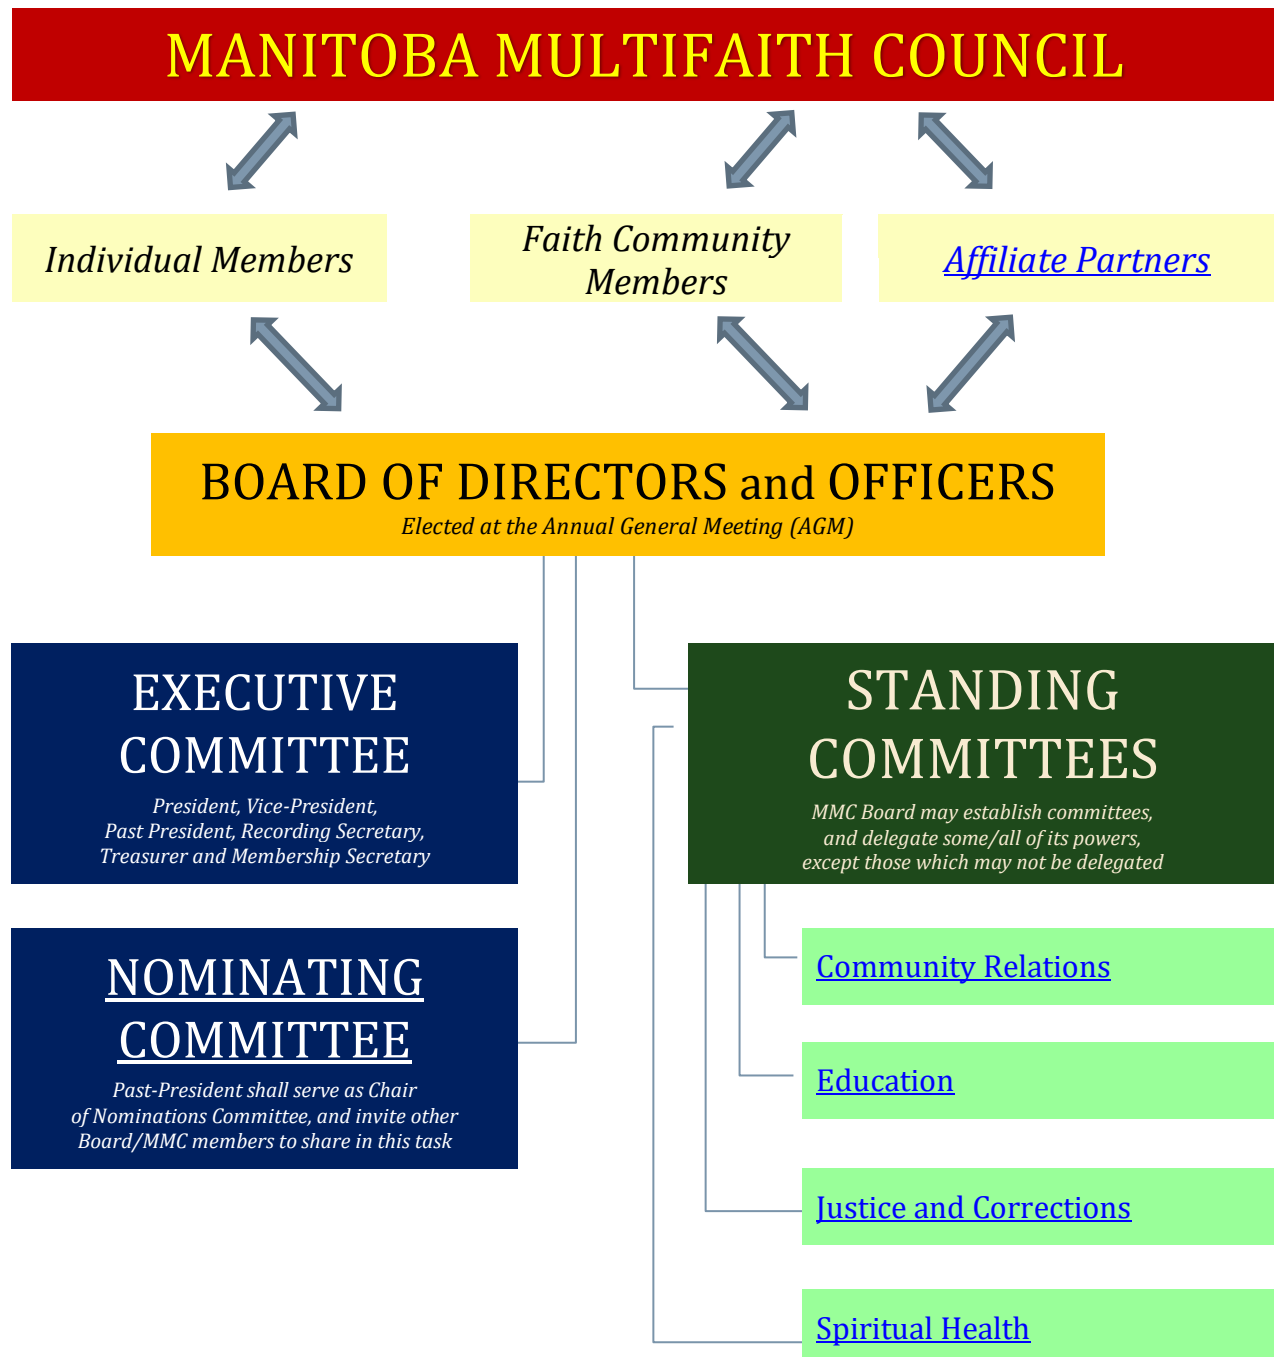 MANITOBA MULTIFAITH COUNCIL
Individual Members
Faith Community
Members
Affiliate Partners
BOARD OF DIRECTORS and OFFICERS
Elected at the Annual General Meeting (AGM)
EXECUTIVE
COMMITTEE
President, Vice-President,
Past President, Recording Secretary,
Treasurer and Membership Secretary
STANDING
COMMITTEES
MMC Board may establish committees,
and delegate some/all of its powers,
except those which may not be delegated
NOMINATING
COMMITTEE
Past-President shall serve as Chair
of Nominations Committee, and invite other
Board/MMC members to share in this task
Community Relations
Education
Justice and Corrections
Spiritual Health